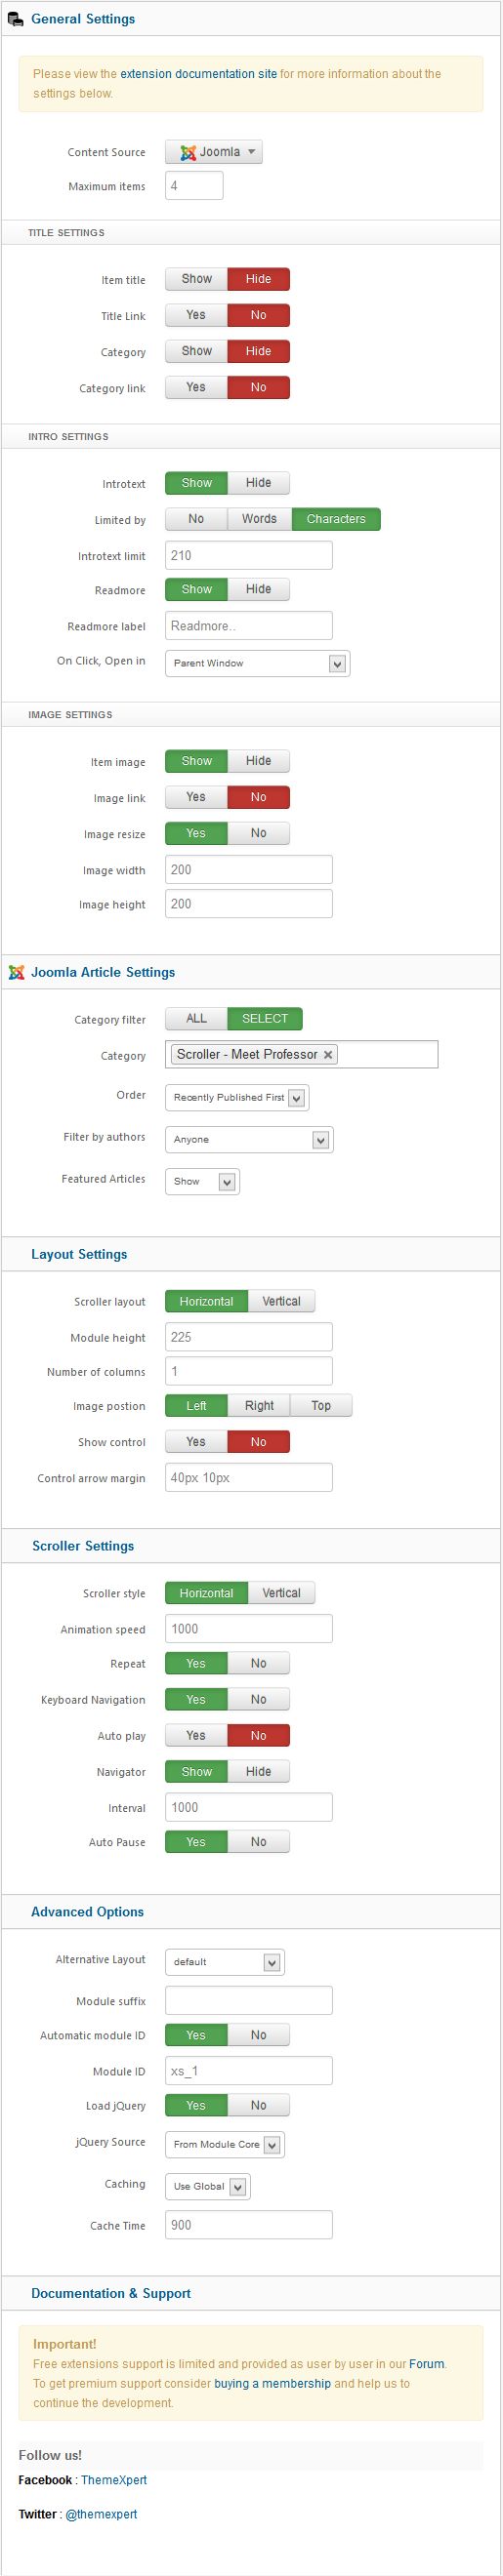 General Settings
Please view the extension documentation site for more information about the
settings below.
Content Source Joomla
Maximum items 4
TITLE SETTINGS
Item title Show Hide
Title Link Yes No
Category Show Hide
Category link Yes No
INTRO SETTINGS
Introtext Show Hide
Limited by No Words Characters
Introtext limit 210
Readmore Show Hide
Readmore label Readmore..
On Click, Open in Parent Window
IMAGE SETTINGS
Item image Show Hide
Image link Yes No
Image resize Yes No
Image width 200
Image height 200
Joomla Article Settings
Category filter ALL SELECT
Category Scroller - Meet Professor ×
Order Recently Published First
Filter by authors Anyone
Featured Articles Show
Layout Settings
Scroller layout Horizontal Vertical
Module height 225
Number of columns 1
Image postion Left Right Top
Show control Yes No
Control arrow margin 40px 10px
Scroller Settings
Scroller style Horizontal Vertical
Animation speed 1000
Repeat Yes No
Keyboard Navigation Yes No
Auto play Yes No
Navigator Show Hide
Interval 1000
Auto Pause Yes No
Advanced Options
Alternative Layout default
Module suffix
Automatic module ID Yes No
Module ID xs_1
Load jQuery Yes No
jQuery Source From Module Core
Caching Use Global
Cache Time 900
Documentation & Support
Important!
Free extensions support is limited and provided as user by user in our Forum.
To get premium support consider buying a membership and help us to
continue the development.
Follow us!
Facebook : ThemeXpert
Twitter : @themexpert